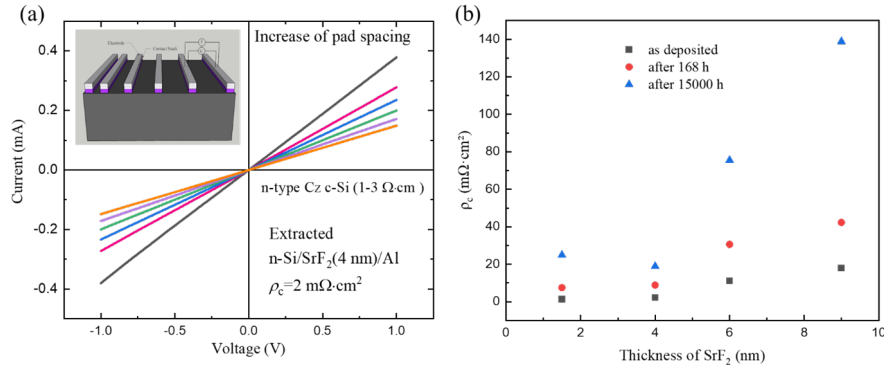 (a)
0.4
0.2
0.0
-0.2
-0.4
Current (mA)
Increase of pad spacing
n-type Cz c-Si (1-3 Ω·cm )
Extracted
n-Si/SrF₂(4 nm)/Al
ρc=2 mΩ·cm²
-1.0 -0.5 0.0 0.5 1.0
Voltage (V)
(b)
140
120
100
80
60
40
20
0
ρc (mΩ·cm²)
as deposited
after 168 h
after 15000 h
0 2 4 6 8 10
Thickness of SrF₂ (nm)